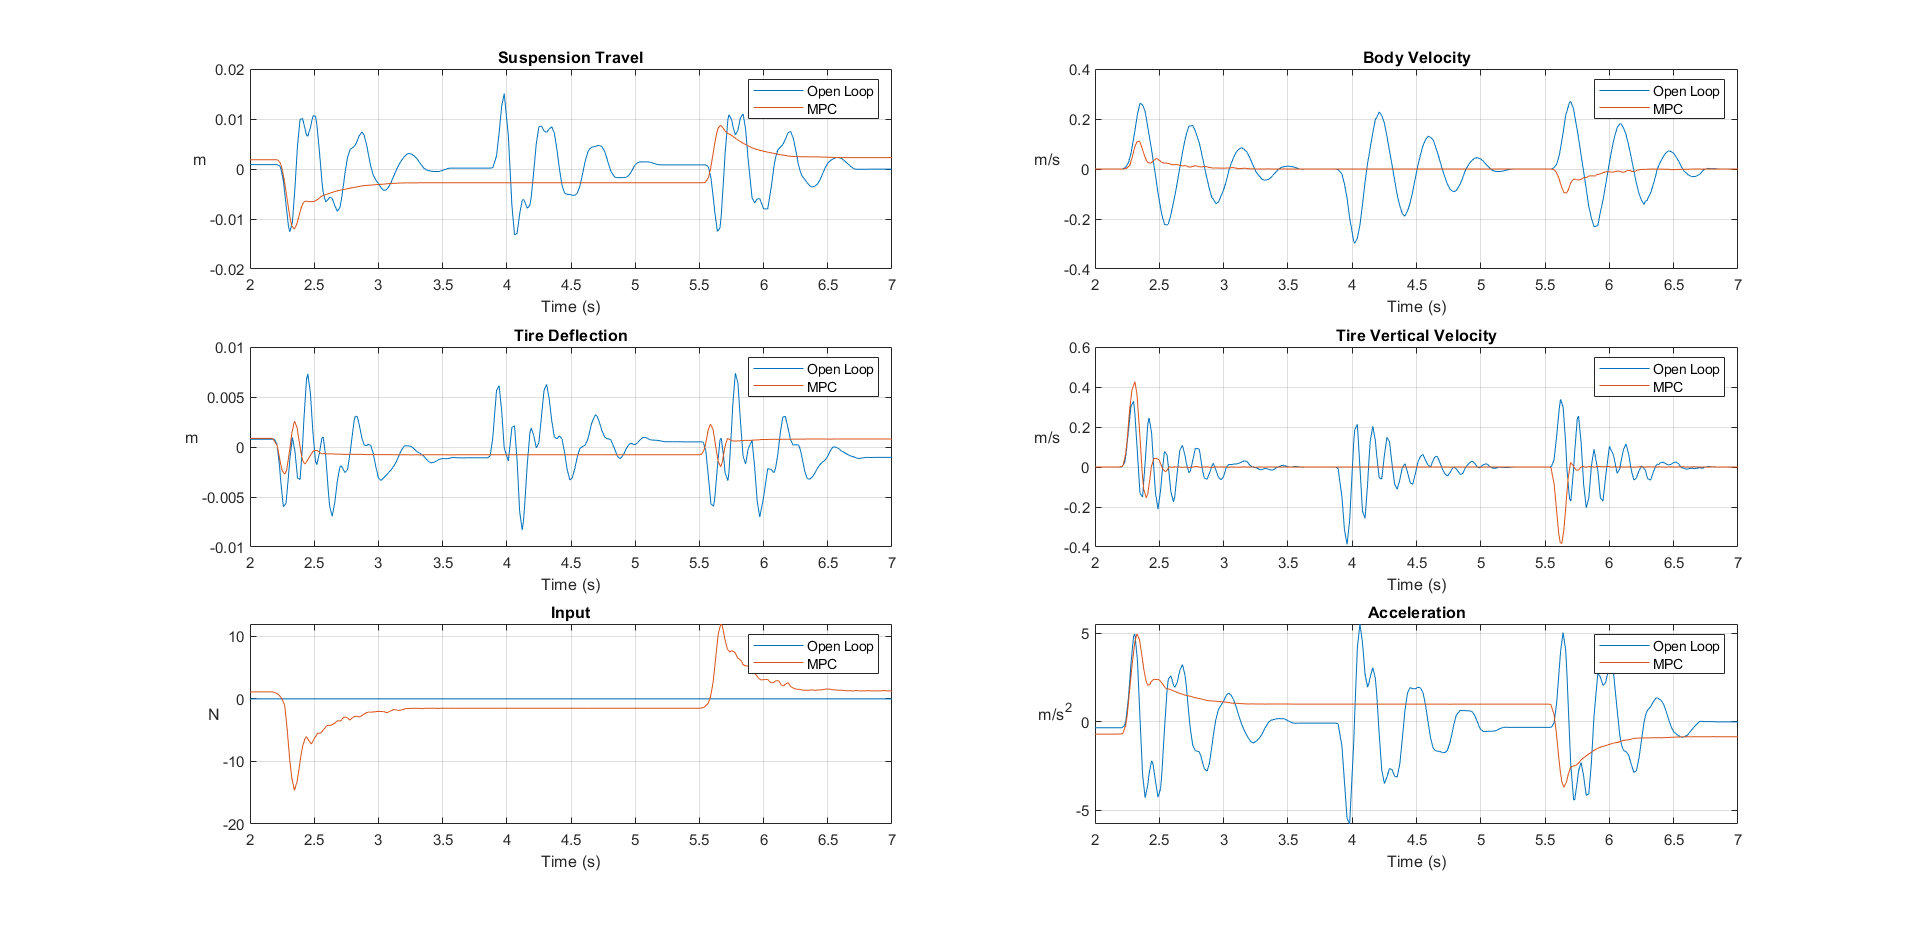 Suspension Travel
0.02
0.01
0
-0.01
-0.02
m
Open Loop
MPC
2 2.5 3 3.5 4 4.5 5 5.5 6 6.5 7
Time (s)
Body Velocity
0.4
0.2
0
-0.2
-0.4
m/s
Open Loop
MPC
2 2.5 3 3.5 4 4.5 5 5.5 6 6.5 7
Time (s)
Tire Deflection
0.01
0.005
0
-0.005
-0.01
m
Open Loop
MPC
2 2.5 3 3.5 4 4.5 5 5.5 6 6.5 7
Time (s)
Tire Vertical Velocity
0.6
0.4
0.2
0
-0.2
-0.4
m/s
Open Loop
MPC
2 2.5 3 3.5 4 4.5 5 5.5 6 6.5 7
Time (s)
Input
10
0
-10
-20
N
Open Loop
MPC
2 2.5 3 3.5 4 4.5 5 5.5 6 6.5 7
Time (s)
Acceleration
5
0
-5
m/s²
Open Loop
MPC
2 2.5 3 3.5 4 4.5 5 5.5 6 6.5 7
Time (s)